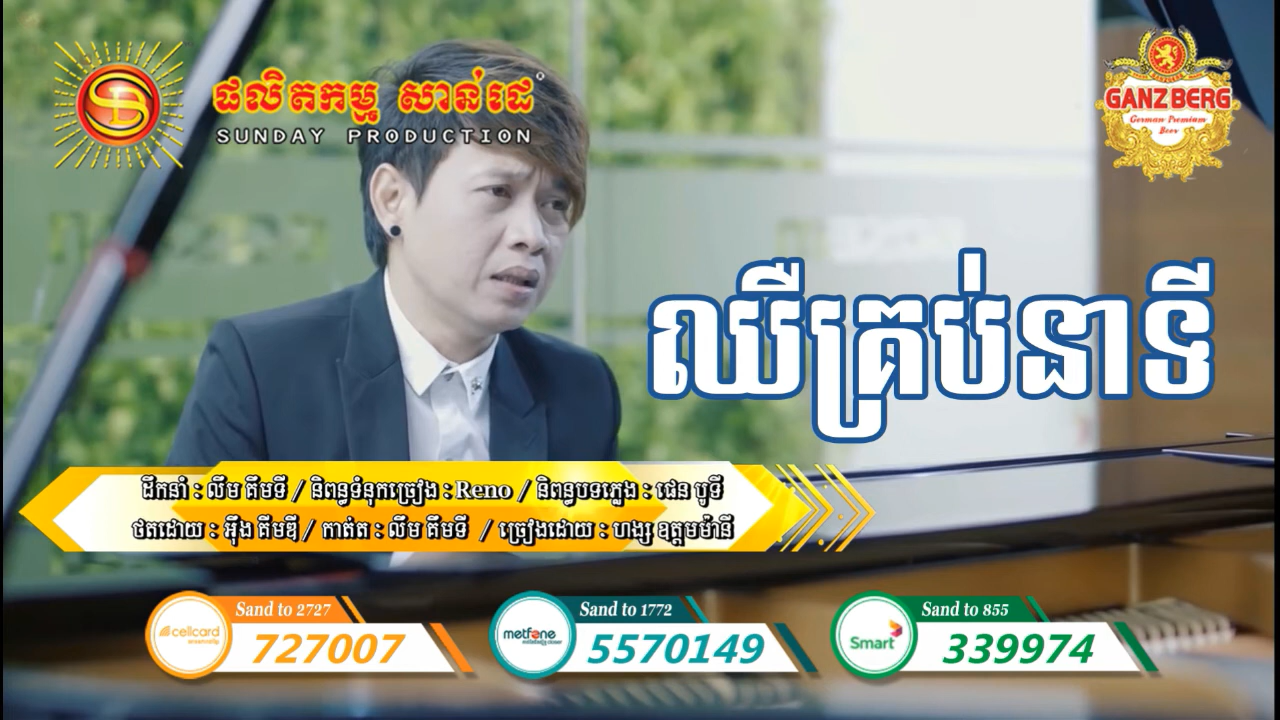 SD
ផលិតកម្ម សាន់ដេ
SUNDAY PRODUCTION
GANZBERG
German Premium
Beer
ឈឺគ្រប់នាទី
ដឹកនាំ : លឹម គឹមទី / និពន្ធទំនុកច្រៀង : Reno / និពន្ធបទភ្លេង : ផេន ឬទី
ថតដោយ : អ៊ឹង គីមឌី / កាត់ត : លឹម គឹមទី / ច្រៀងដោយ : ហង្ស ឧត្តមម៉ានី
cellcard
Sand to 2727
727007
metfone
Sand to 1772
5570149
Smart
Sand to 855
339974